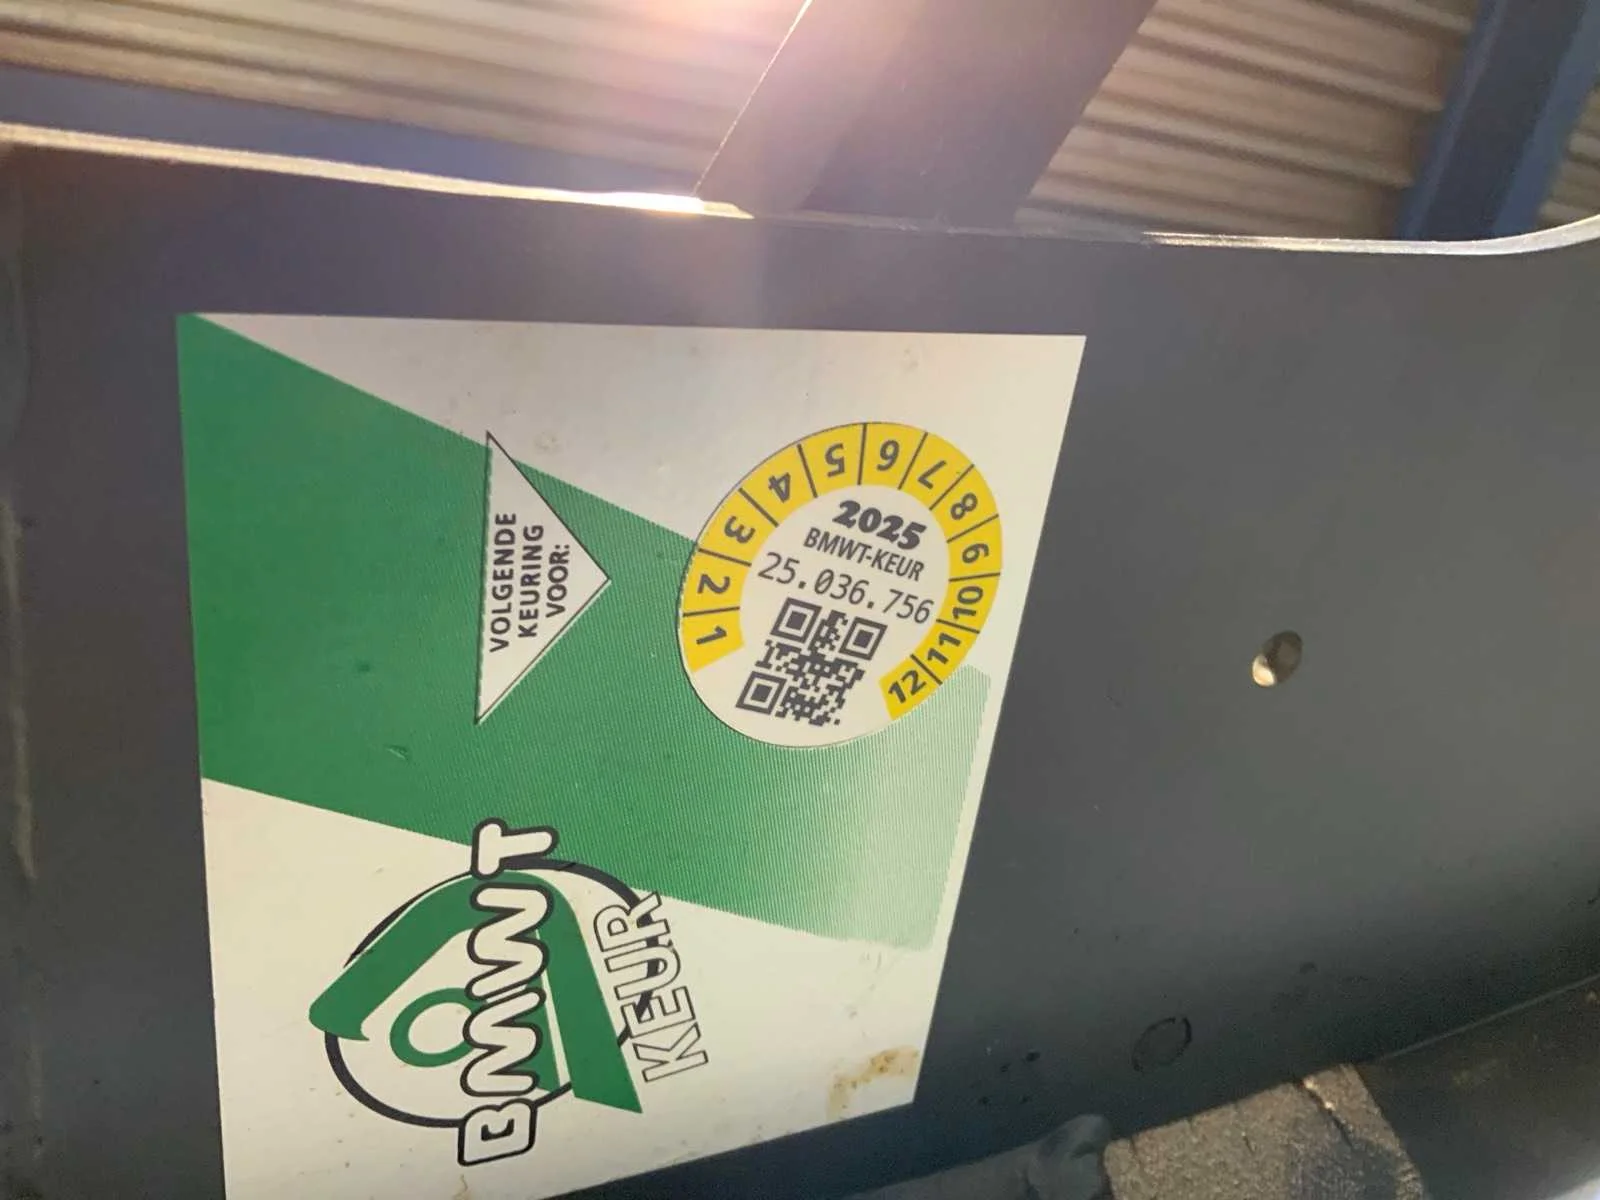 VOLGENDE
KEURING
VOOR:
1 2 3 4 5 6 7 8 9 10 11 12
2025
BMWT-KEUR
25.036.756
BMWT
KEUR